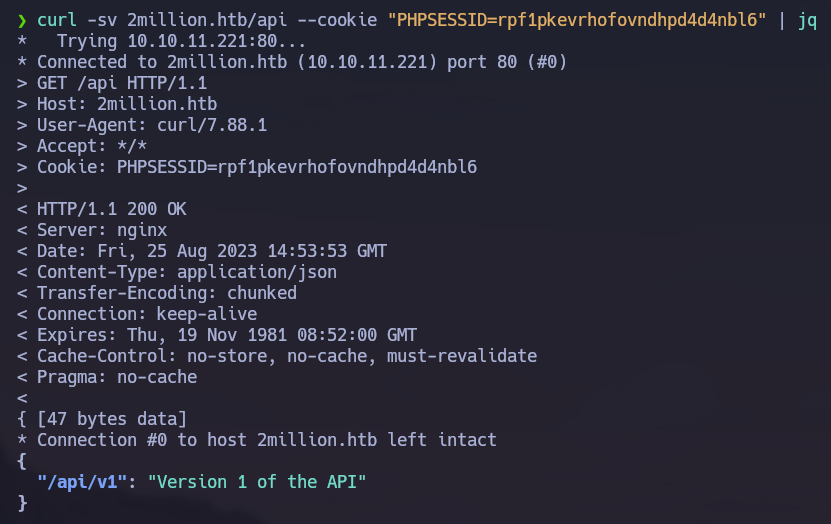 ❯ curl -sv 2million.htb/api --cookie "PHPSESSID=rpf1pkevrhofovndhpd4d4nbl6" | jq
*   Trying 10.10.11.221:80...
* Connected to 2million.htb (10.10.11.221) port 80 (#0)
> GET /api HTTP/1.1
> Host: 2million.htb
> User-Agent: curl/7.88.1
> Accept: */*
> Cookie: PHPSESSID=rpf1pkevrhofovndhpd4d4nbl6
>
< HTTP/1.1 200 OK
< Server: nginx
< Date: Fri, 25 Aug 2023 14:53:53 GMT
< Content-Type: application/json
< Transfer-Encoding: chunked
< Connection: keep-alive
< Expires: Thu, 19 Nov 1981 08:52:00 GMT
< Cache-Control: no-store, no-cache, must-revalidate
< Pragma: no-cache
<
{ [47 bytes data]
* Connection #0 to host 2million.htb left intact
{
  "/api/v1": "Version 1 of the API"
}